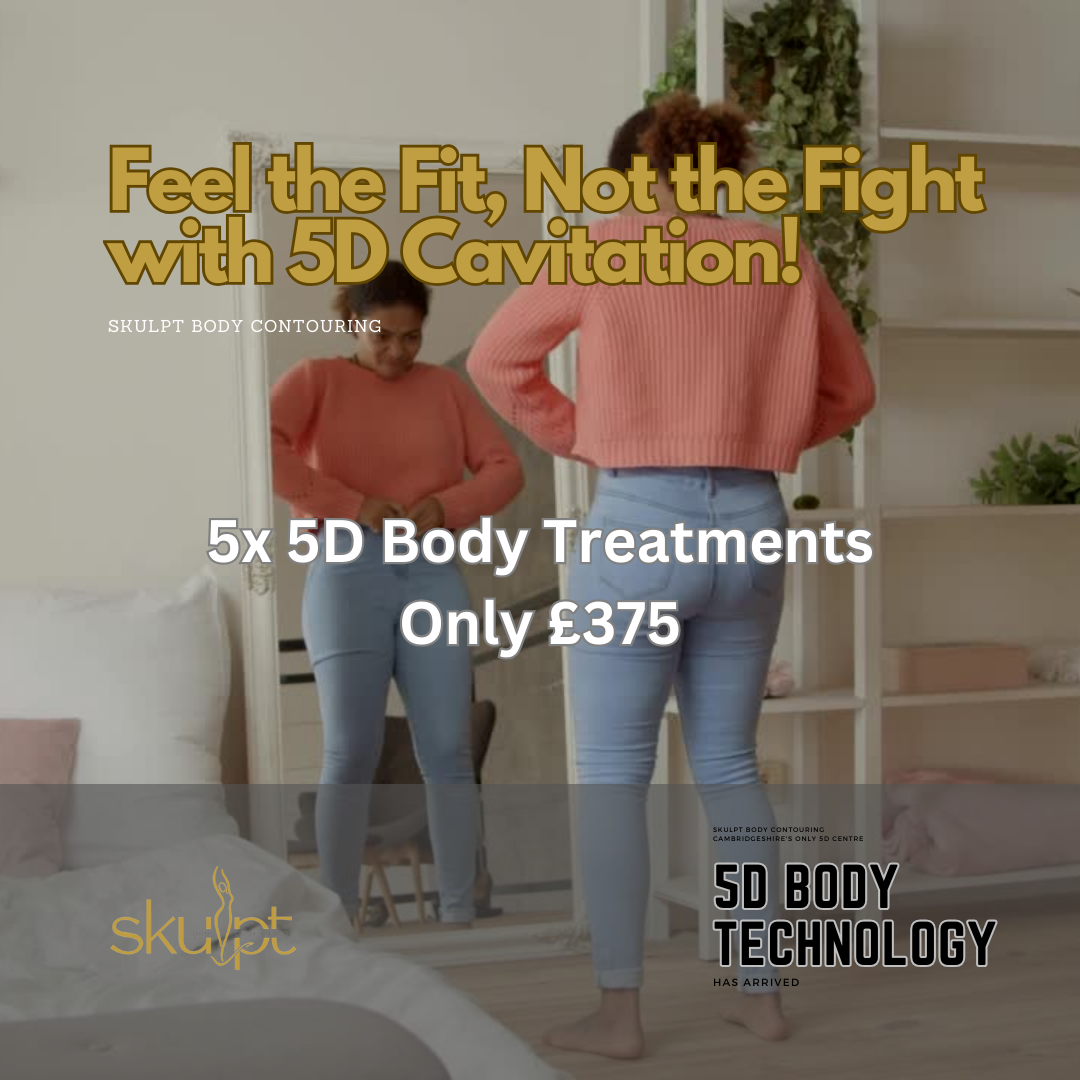 Feel the Fit, Not the Fight
with 5D Cavitation!
SKULPT BODY CONTOURING
5x 5D Body Treatments
Only £375
SKULPT BODY CONTOURING
CAMBRIDGESHIRE'S ONLY 5D CENTRE
5D BODY
TECHNOLOGY
HAS ARRIVED
skulpt